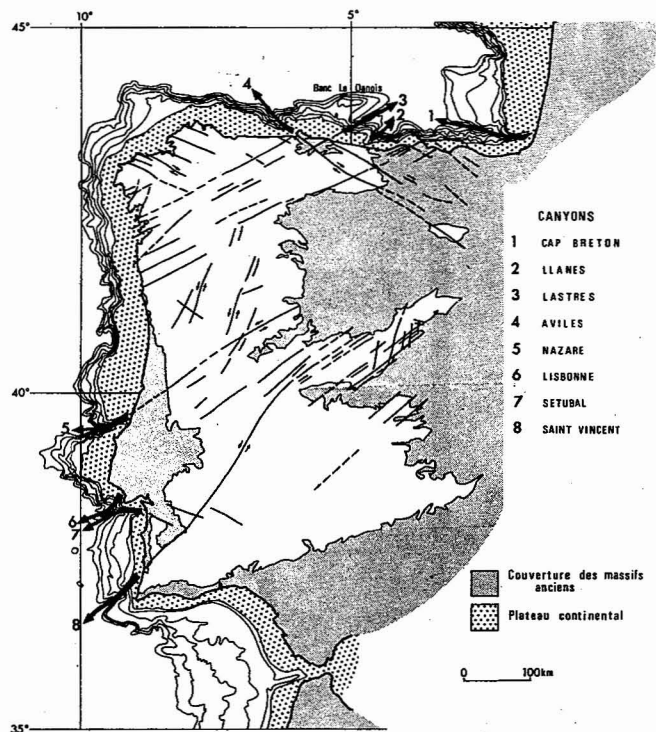 10°
5°
45°
Banc Le Danois
4
3
2
1
CANYONS
1 CAP BRETON
2 LLANES
3 LASTRES
4 AVILES
5 NAZARE
6 LISBONNE
7 SETUBAL
8 SAINT VINCENT
40°
5
6
7
8
Couverture des massifs
anciens
Plateau continental
0 100km
35°